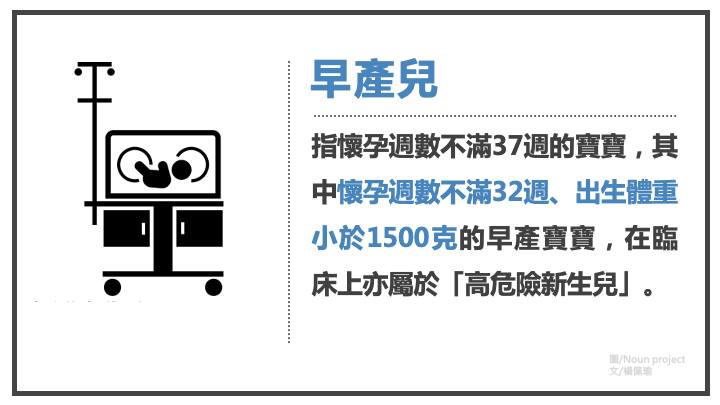 早產兒
指懷孕週數不滿37週的寶寶，其
中懷孕週數不滿32週、出生體重
小於1500克的早產寶寶，在臨
床上亦屬於「高危險新生兒」。
圖/Noun project
文/楊佩瑜